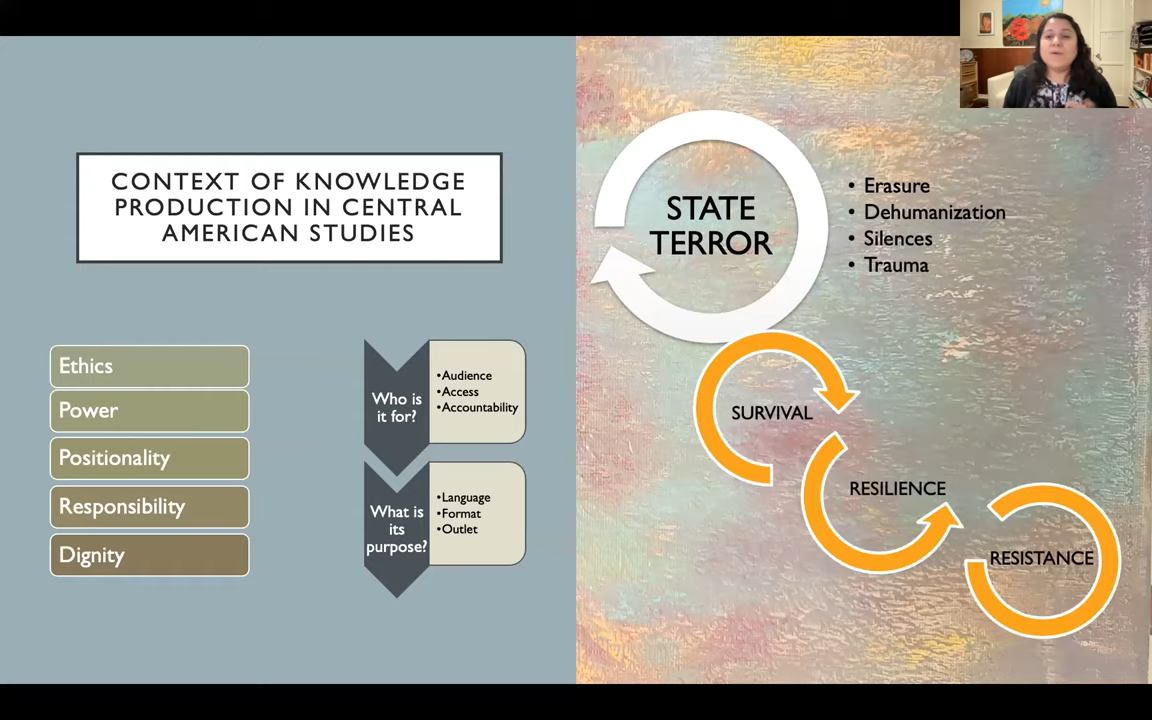 CONTEXT OF KNOWLEDGE
PRODUCTION IN CENTRAL
AMERICAN STUDIES
Ethics
Power
Positionality
Responsibility
Dignity
Who is
it for?
•Audience
•Access
•Accountability
What is
its
purpose?
•Language
•Format
•Outlet
STATE
TERROR
• Erasure
• Dehumanization
• Silences
• Trauma
SURVIVAL
RESILIENCE
RESISTANCE